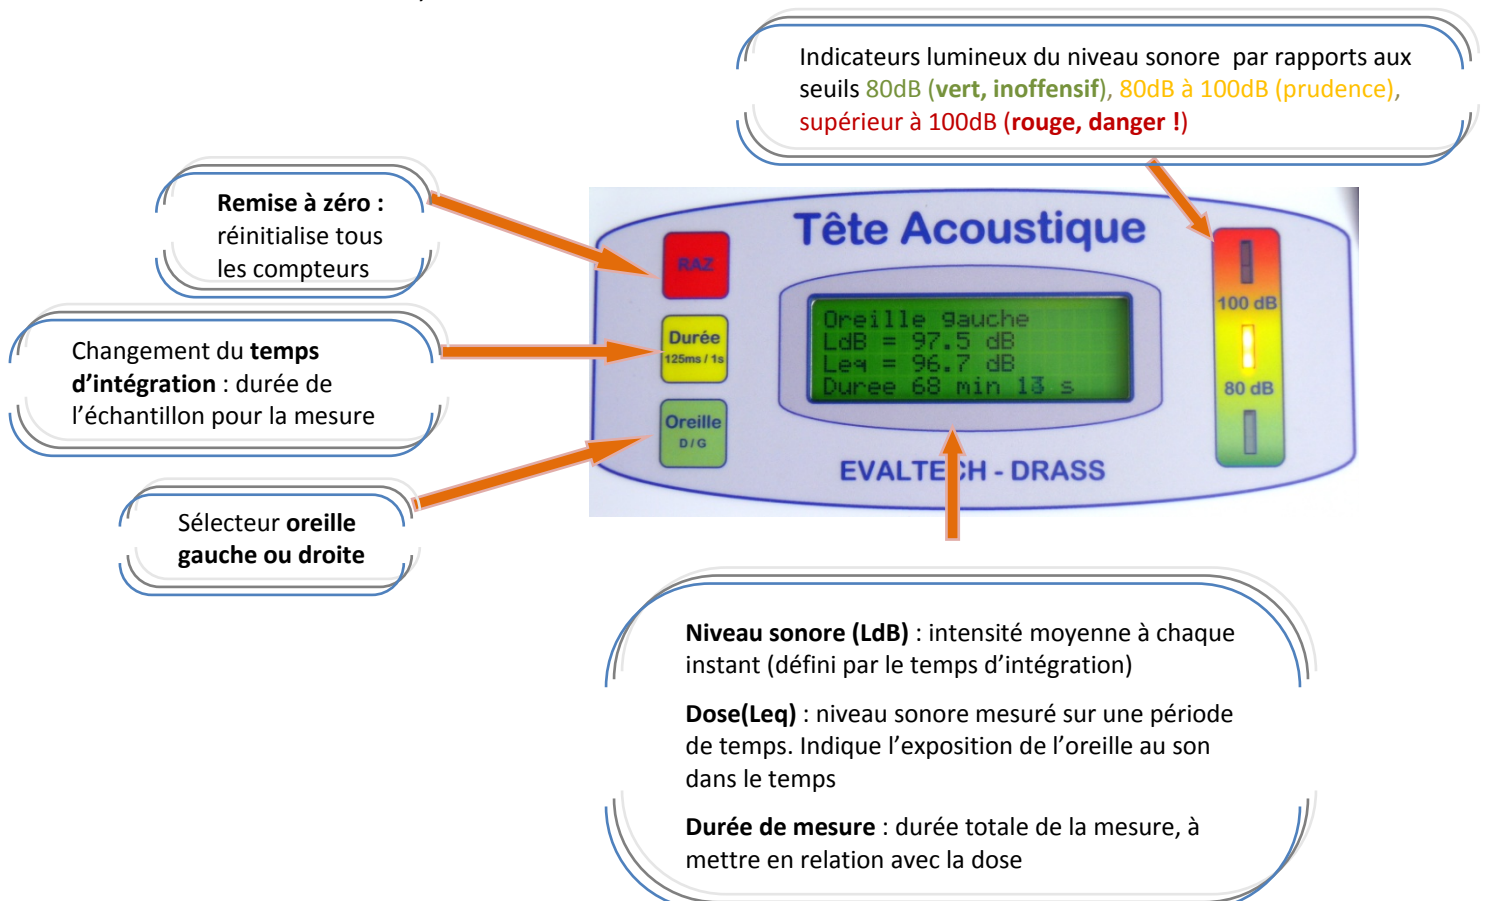 Indicateurs lumineux du niveau sonore par rapports aux
seuils 80dB (vert, inoffensif), 80dB à 100dB (prudence),
supérieur à 100dB (rouge, danger !)
Remise à zéro :
réinitialise tous
les compteurs
Changement du temps
d’intégration : durée de
l’échantillon pour la mesure
Sélecteur oreille
gauche ou droite
Tête Acoustique
RAZ
Durée
125ms / 1s
Oreille
D / G
Oreille gauche
LdB = 97.5 dB
Leq = 96.7 dB
Duree 68 min s
100 dB
80 dB
EVALTECH - DRASS
Niveau sonore (LdB) : intensité moyenne à chaque
instant (défini par le temps d’intégration)
Dose(Leq) : niveau sonore mesuré sur une période
de temps. Indique l’exposition de l’oreille au son
dans le temps
Durée de mesure : durée totale de la mesure, à
mettre en relation avec la dose